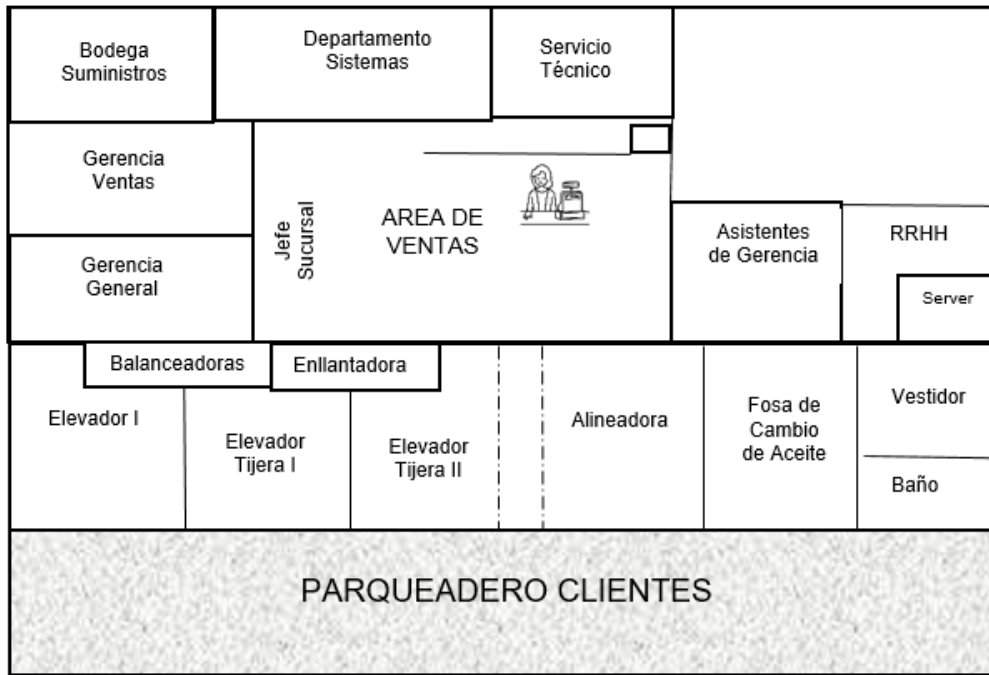 Bodega
Suministros
Departamento
Sistemas
Servicio
Técnico
Gerencia
Ventas
Jefe
Sucursal
AREA DE
VENTAS
Asistentes
de Gerencia
RRHH
Gerencia
General
Server
Balanceadoras
Enllantadora
Elevador I
Elevador
Tijera I
Elevador
Tijera II
Alineadora
Fosa de
Cambio
de Aceite
Vestidor
Baño
PARQUEADERO CLIENTES